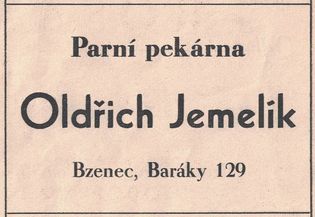 Parní pekárna
Oldřich Jemelík
Bzenec, Baráky 129